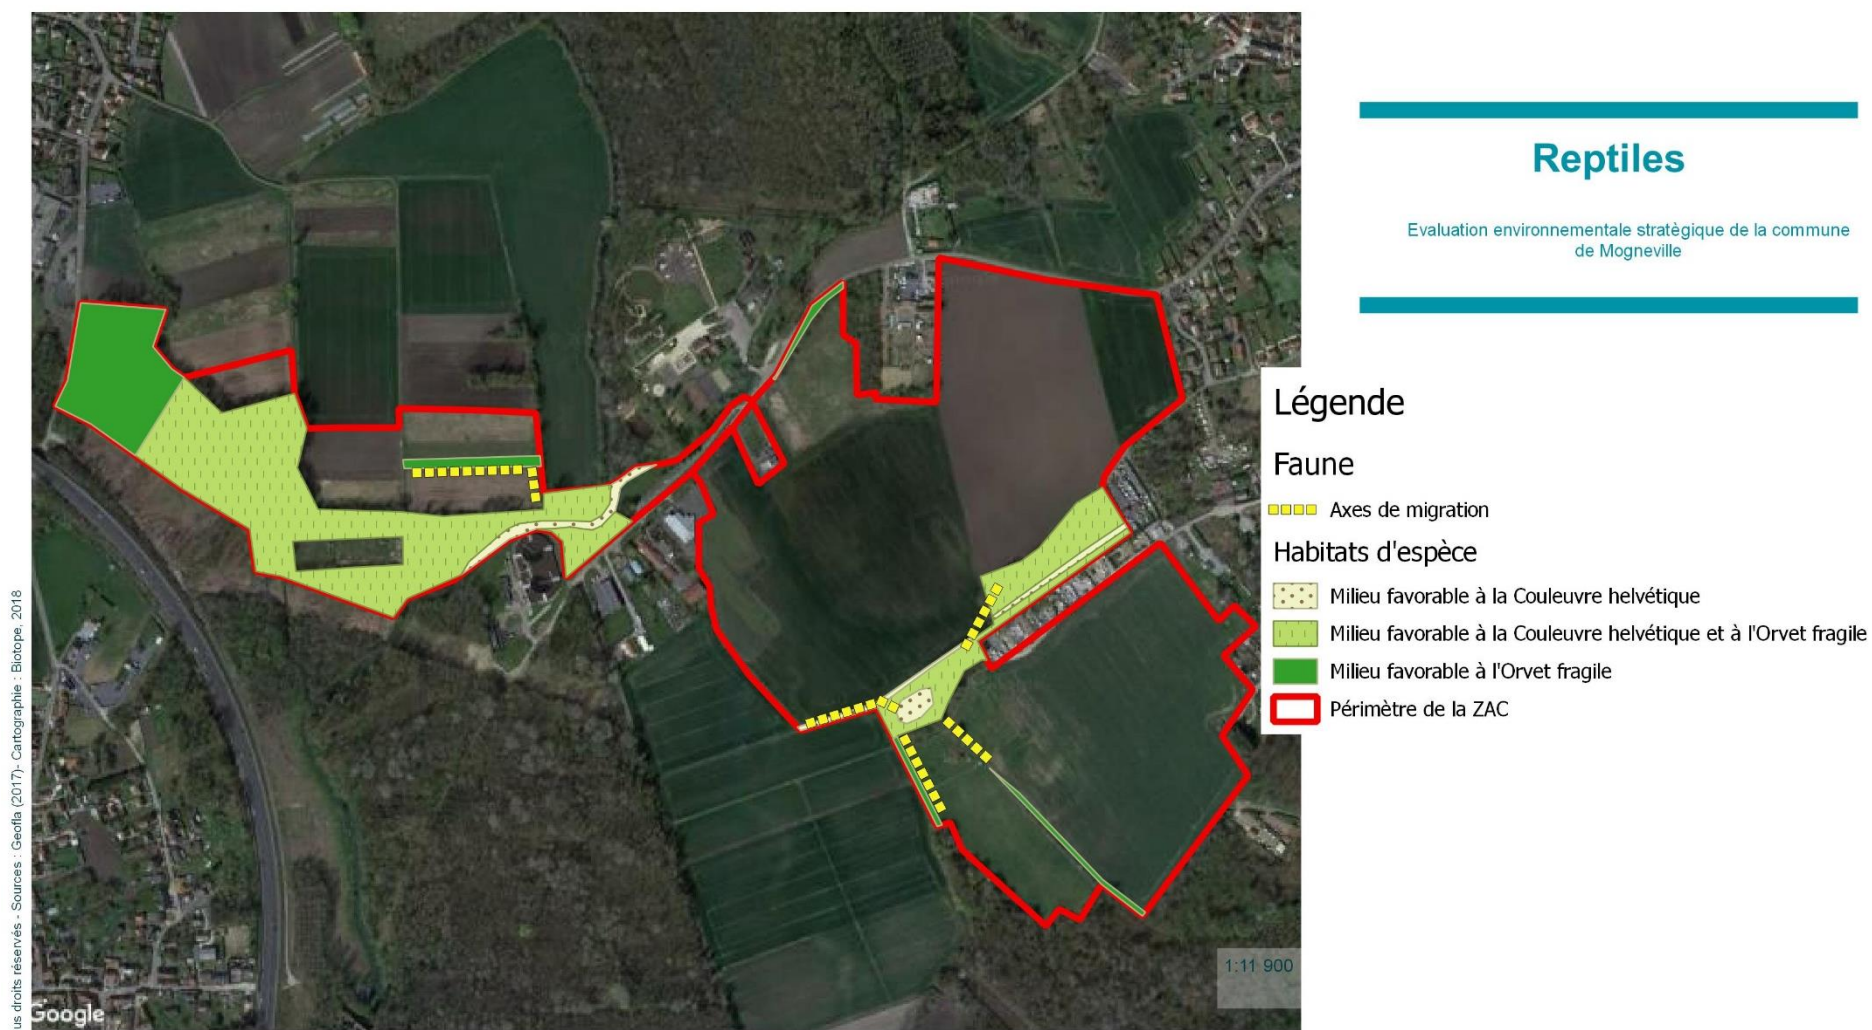 Reptiles
Evaluation environnementale stratègique de la commune
de Mogneville
Légende
Faune
Axes de migration
Habitats d'espèce
Milieu favorable à la Couleuvre helvétique
Milieu favorable à la Couleuvre helvétique et à l'Orvet fragile
Milieu favorable à l'Orvet fragile
Périmètre de la ZAC
1:11 900
Google
us droits réservés - Sources : Geofla (2017)- Cartographie : Biotope, 2018